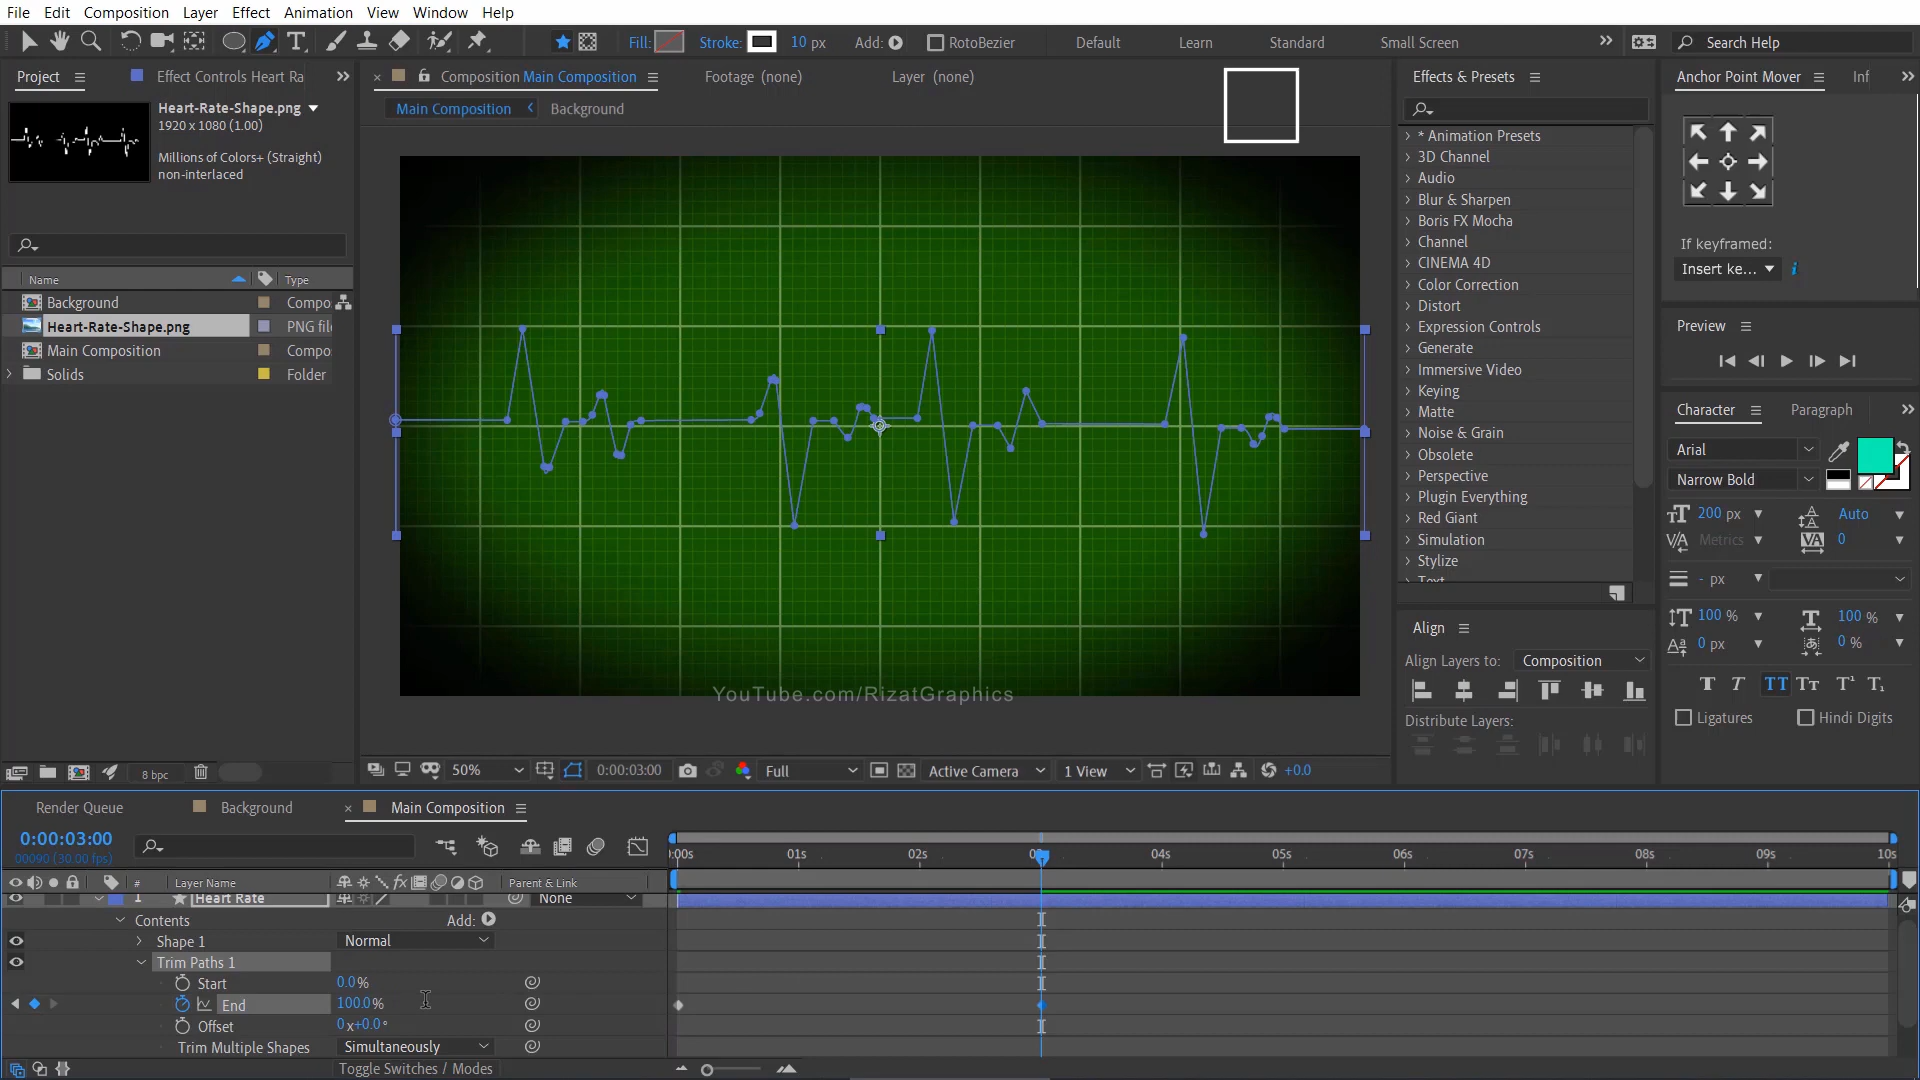 File Edit Composition Layer Effect Animation View Window Help
Fill: Stroke: 10 px Add: RotoBezier Default Learn Standard Small Screen Search Help
Project Effect Controls Heart Ra
Heart-Rate-Shape.png
1920 x 1080 (1.00)
Millions of Colors+ (Straight)
non-interlaced
Name Type
Background Compo
Heart-Rate-Shape.png PNG file
Main Composition Compo
Solids Folder
8 bpc
Composition Main Composition Footage (none) Layer (none)
Main Composition Background
YouTube.com/RizatGraphics
50% 0:00:03:00 Full Active Camera 1 View +0.0
Effects & Presets
* Animation Presets
3D Channel
Audio
Blur & Sharpen
Boris FX Mocha
Channel
CINEMA 4D
Color Correction
Distort
Expression Controls
Generate
Immersive Video
Keying
Matte
Noise & Grain
Obsolete
Perspective
Plugin Everything
Red Giant
Simulation
Stylize
Text
Align
Align Layers to: Composition
Distribute Layers:
Anchor Point Mover Inf
If keyframed:
Insert ke...
Preview
Character Paragraph
Arial
Narrow Bold
200 px Auto
Metrics 0
- px
100 % 100 %
0 px 0 %
T T TT Tt T¹ T₁
Ligatures Hindi Digits
Render Queue Background Main Composition
0:00:03:00
00090 (30.00 fps)
:00s 01s 02s 03s 04s 05s 06s 07s 08s 09s 10s
# Layer Name Parent & Link
1 Heart Rate None
Contents Add:
Shape 1 Normal
Trim Paths 1
Start 0.0%
End 100.0%
Offset 0x+0.0°
Trim Multiple Shapes Simultaneously
Toggle Switches / Modes